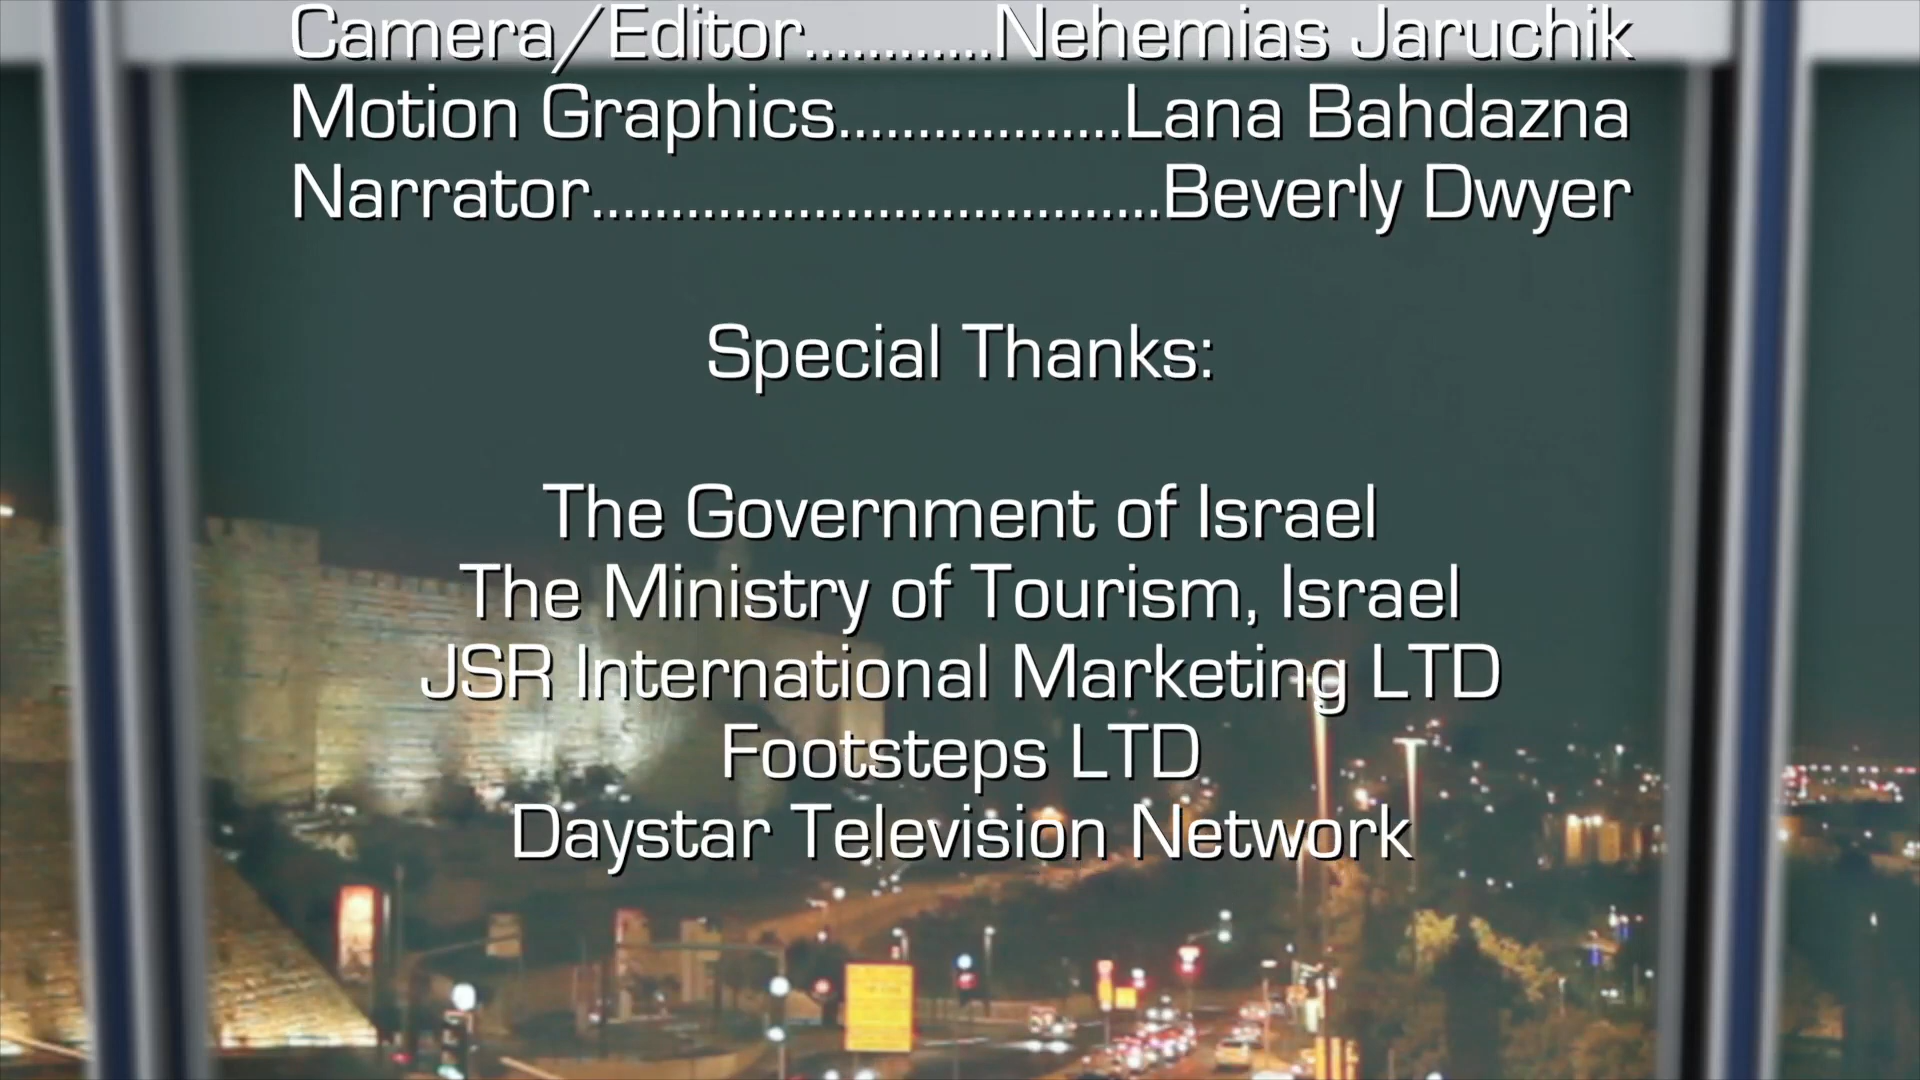 Camera/Editor............Nehemias Jaruchik
Motion Graphics..................Lana Bahdazna
Narrator....................................Beverly Dwyer
Special Thanks:
The Government of Israel
The Ministry of Tourism, Israel
JSR International Marketing LTD
Footsteps LTD
Daystar Television Network